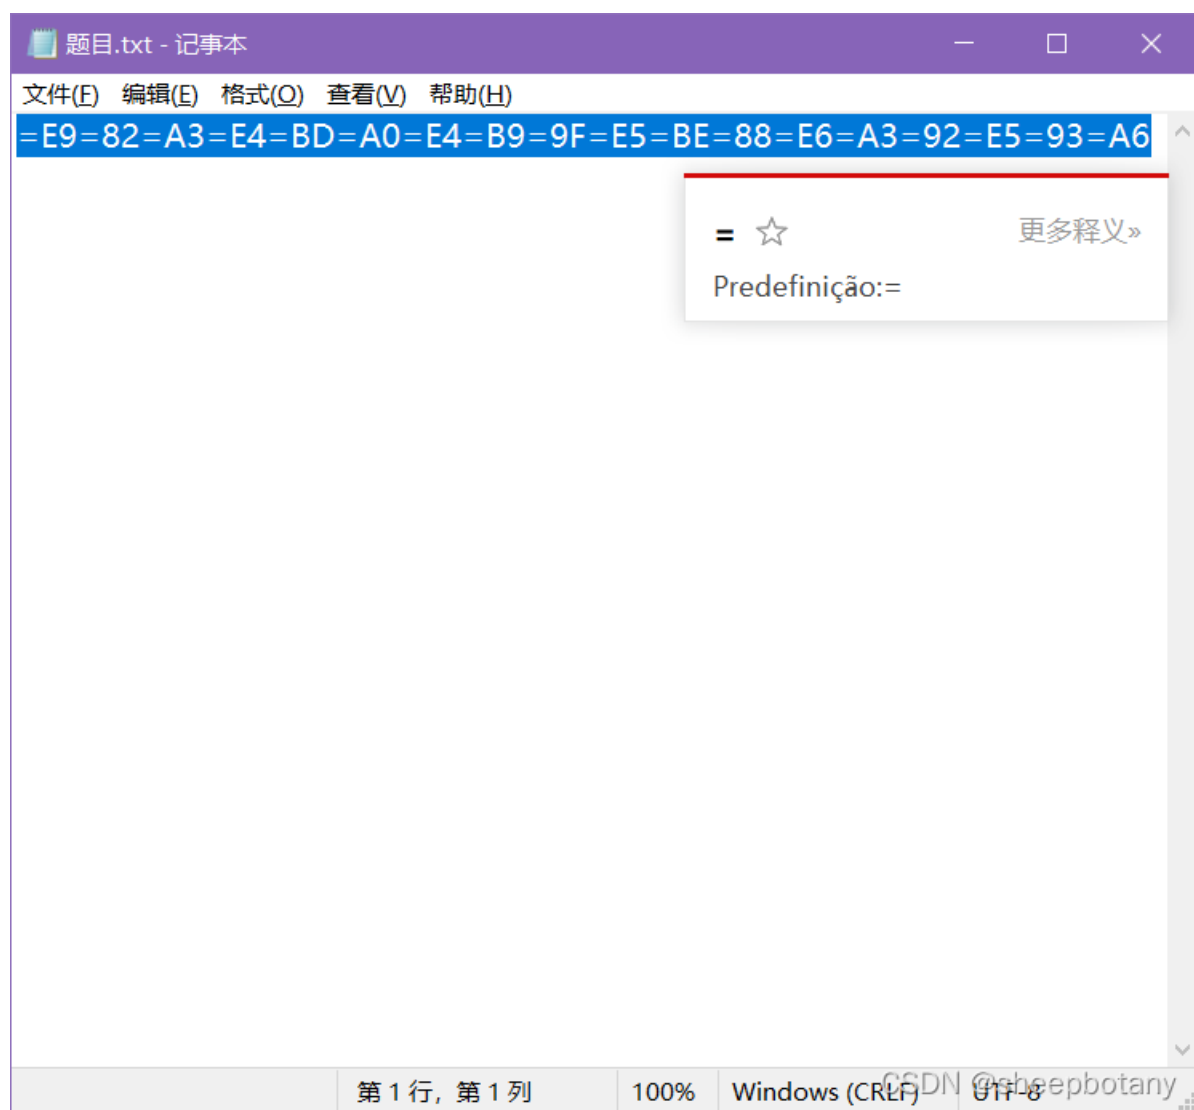 题目.txt - 记事本
文件(F) 编辑(E) 格式(O) 查看(V) 帮助(H)
=E9=82=A3=E4=BD=A0=E4=B9=9F=E5=BE=88=E6=A3=92=E5=93=A6
= 更多释义»
Predefinição:=
第 1 行，第 1 列 100% Windows (CRLF) UTF-8
CSDN @sheepbotany